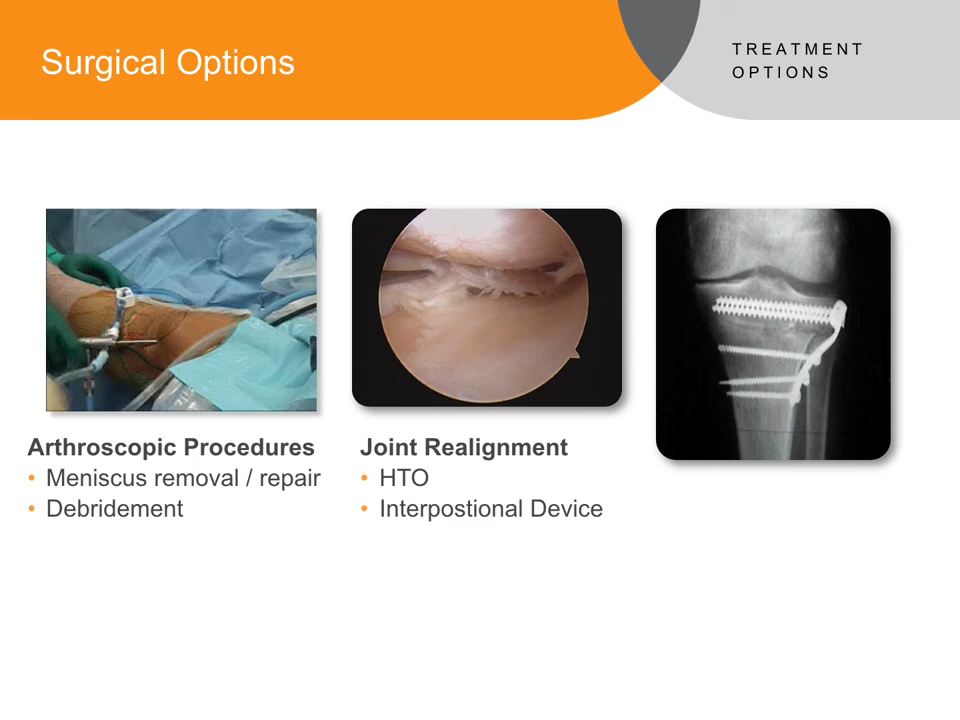 Surgical Options
TREATMENT
OPTIONS
Arthroscopic Procedures
• Meniscus removal / repair
• Debridement
Joint Realignment
• HTO
• Interpostional Device